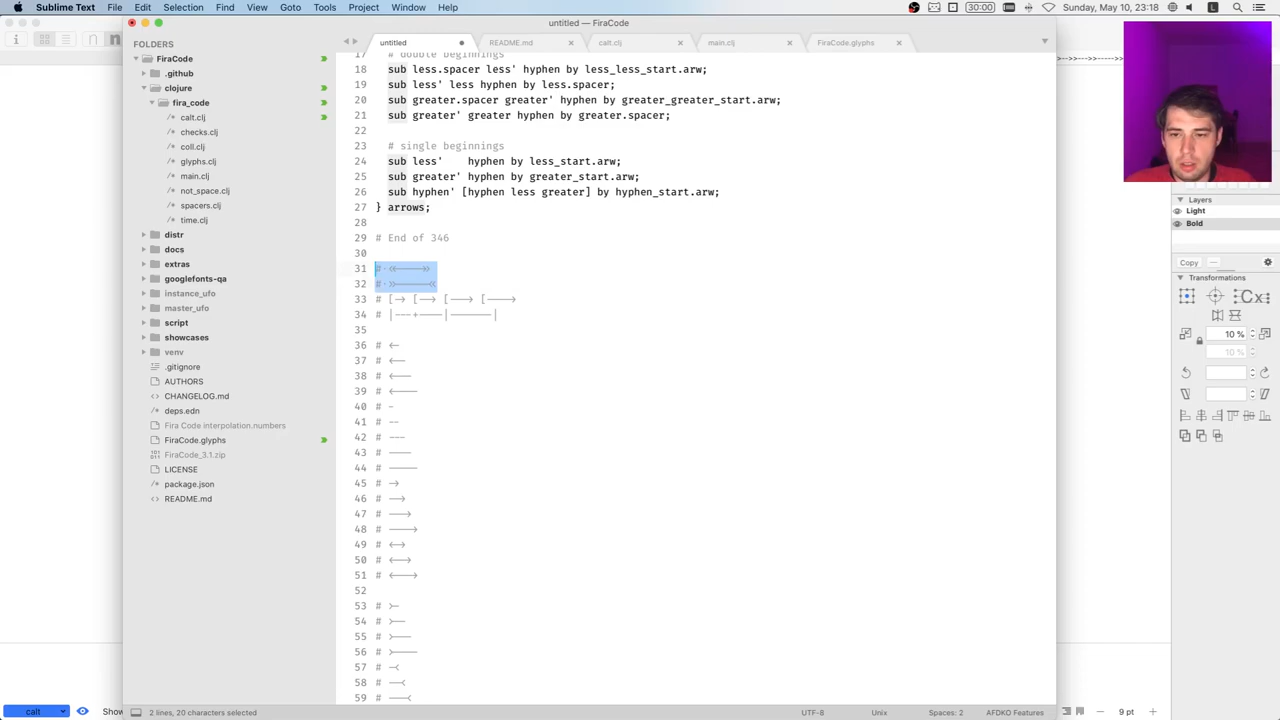 Sublime Text File Edit Selection Find View Goto Tools Project Window Help
30:00 Sunday, May 10, 23:18
untitled — FiraCode
FOLDERS
FiraCode
.github
clojure
fira_code
calt.clj
checks.clj
coll.clj
glyphs.clj
main.clj
not_space.clj
spacers.clj
time.clj
distr
docs
extras
googlefonts-qa
instance_ufo
master_ufo
script
showcases
venv
.gitignore
AUTHORS
CHANGELOG.md
deps.edn
Fira Code interpolation.numbers
FiraCode.glyphs
FiraCode_3.1.zip
LICENSE
package.json
README.md
untitled README.md calt.clj main.clj FiraCode.glyphs
17 # double beginnings
18 sub less.spacer less' hyphen by less_less_start.arw;
19 sub less' less hyphen by less.spacer;
20 sub greater.spacer greater' hyphen by greater_greater_start.arw;
21 sub greater' greater hyphen by greater.spacer;
22
23 # single beginnings
24 sub less' hyphen by less_start.arw;
25 sub greater' hyphen by greater_start.arw;
26 sub hyphen' [hyphen less greater] by hyphen_start.arw;
27 } arrows;
28
29 # End of 346
30
31 # <<----->>
32 # >>-----<<
33 # [-> [--> [---> [---->
34 # |---+----|-------|
35
36 # <-
37 # <--
38 # <---
39 # <----
40 # -
41 # --
42 # ---
43 # ----
44 # -----
45 # ->
46 # -->
47 # --->
48 # ---->
49 # <->
50 # <-->
51 # <--->
52
53 # >-
54 # >--
55 # >---
56 # >----
57 # -<
58 # --<
59 # ---<
Layers
Light
Bold
Copy
Transformations
10 %
10 %
calt
Show
2 lines, 20 characters selected
UTF-8 Unix Spaces: 2 AFDKO Features
9 pt